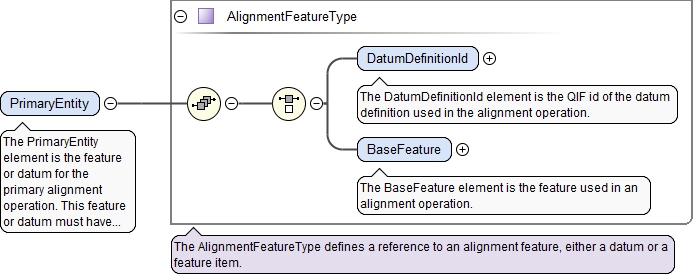 AlignmentFeatureType
DatumDefinitionId
The DatumDefinitionId element is the QIF id of the datum
definition used in the alignment operation.
PrimaryEntity
The PrimaryEntity
element is the feature
or datum for the
primary alignment
operation. This feature
or datum must have...
BaseFeature
The BaseFeature element is the feature used in an
alignment operation.
The AlignmentFeatureType defines a reference to an alignment feature, either a datum or a
feature item.